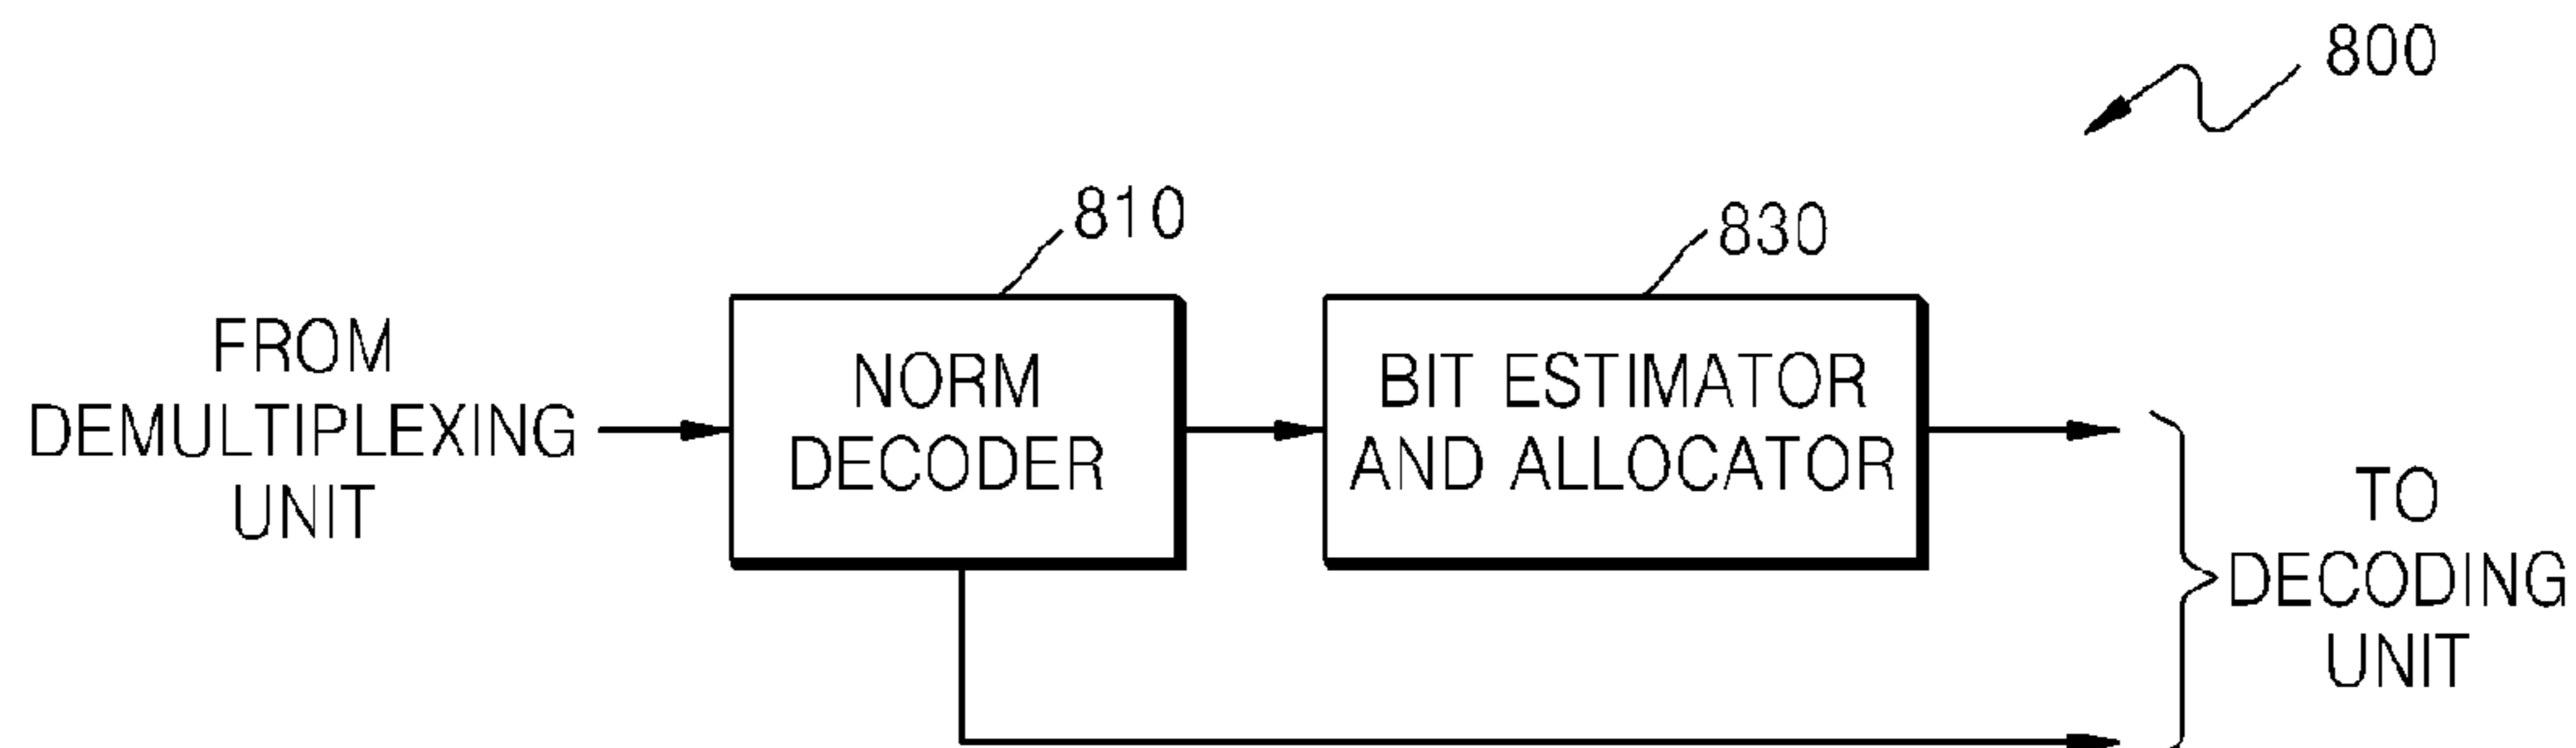 800
810
830
FROM
DEMULTIPLEXING
UNIT
NORM
DECODER
BIT ESTIMATOR
AND ALLOCATOR
TO
DECODING
UNIT